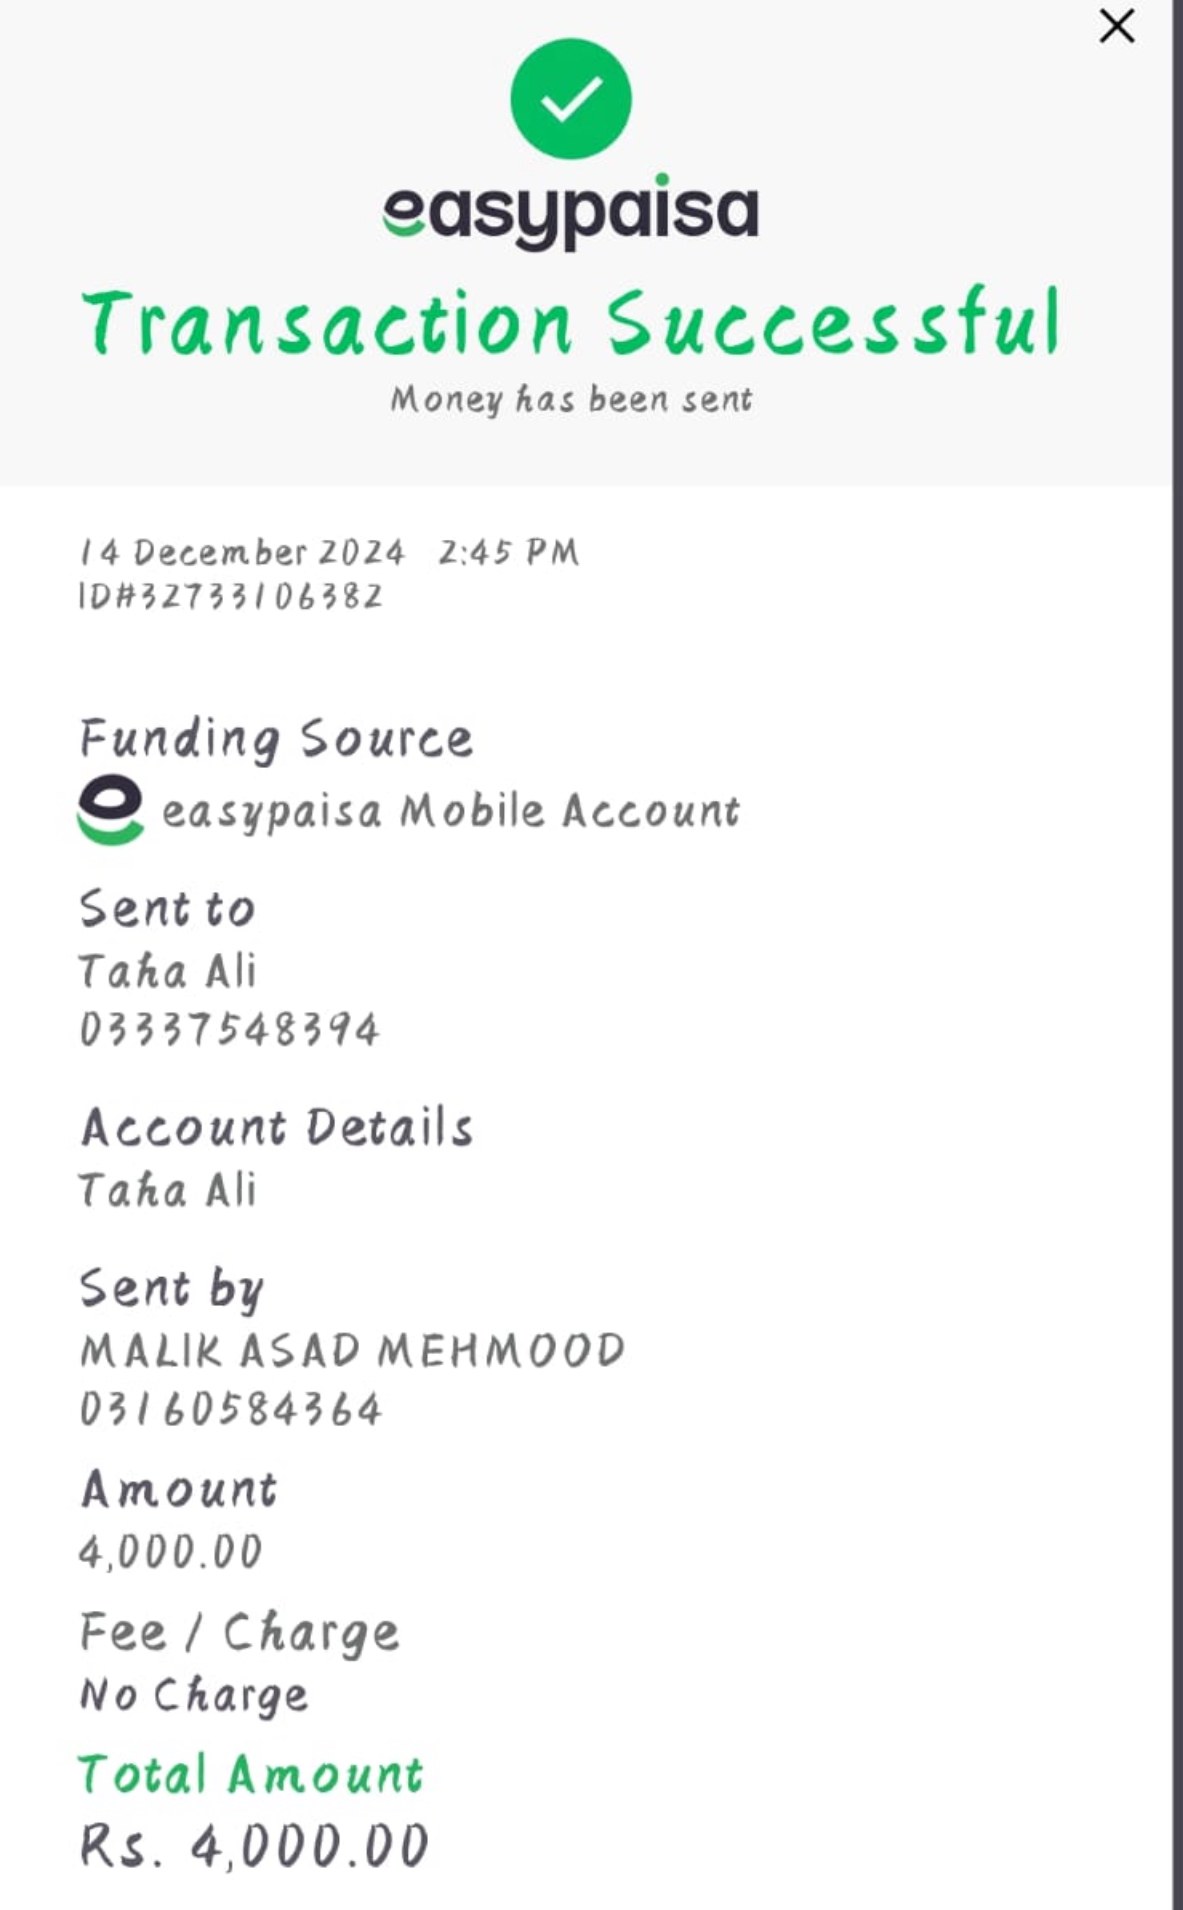 easypaisa
Transaction Successful
Money has been sent
14 December 2024 2:45 PM
ID#32733106382
Funding Source
easypaisa Mobile Account
Sent to
Taha Ali
03337548394
Account Details
Taha Ali
Sent by
MALIK ASAD MEHMOOD
03160584364
Amount
4,000.00
Fee / Charge
No Charge
Total Amount
Rs. 4,000.00